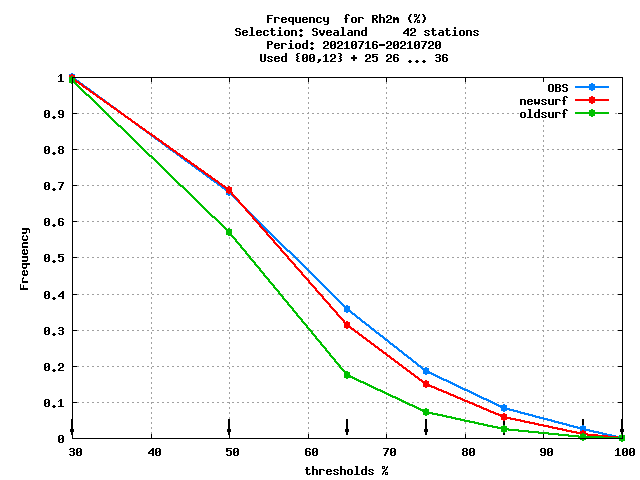 Frequency  for Rh2m (%)
Selection: Svealand     42 stations
Period: 20210716-20210720
Used {00,12} + 25 26 ... 36
OBS
newsurf
oldsurf
1
0.9
0.8
0.7
0.6
0.5
0.4
0.3
0.2
0.1
0
Frequency
30 40 50 60 70 80 90 100
thresholds %